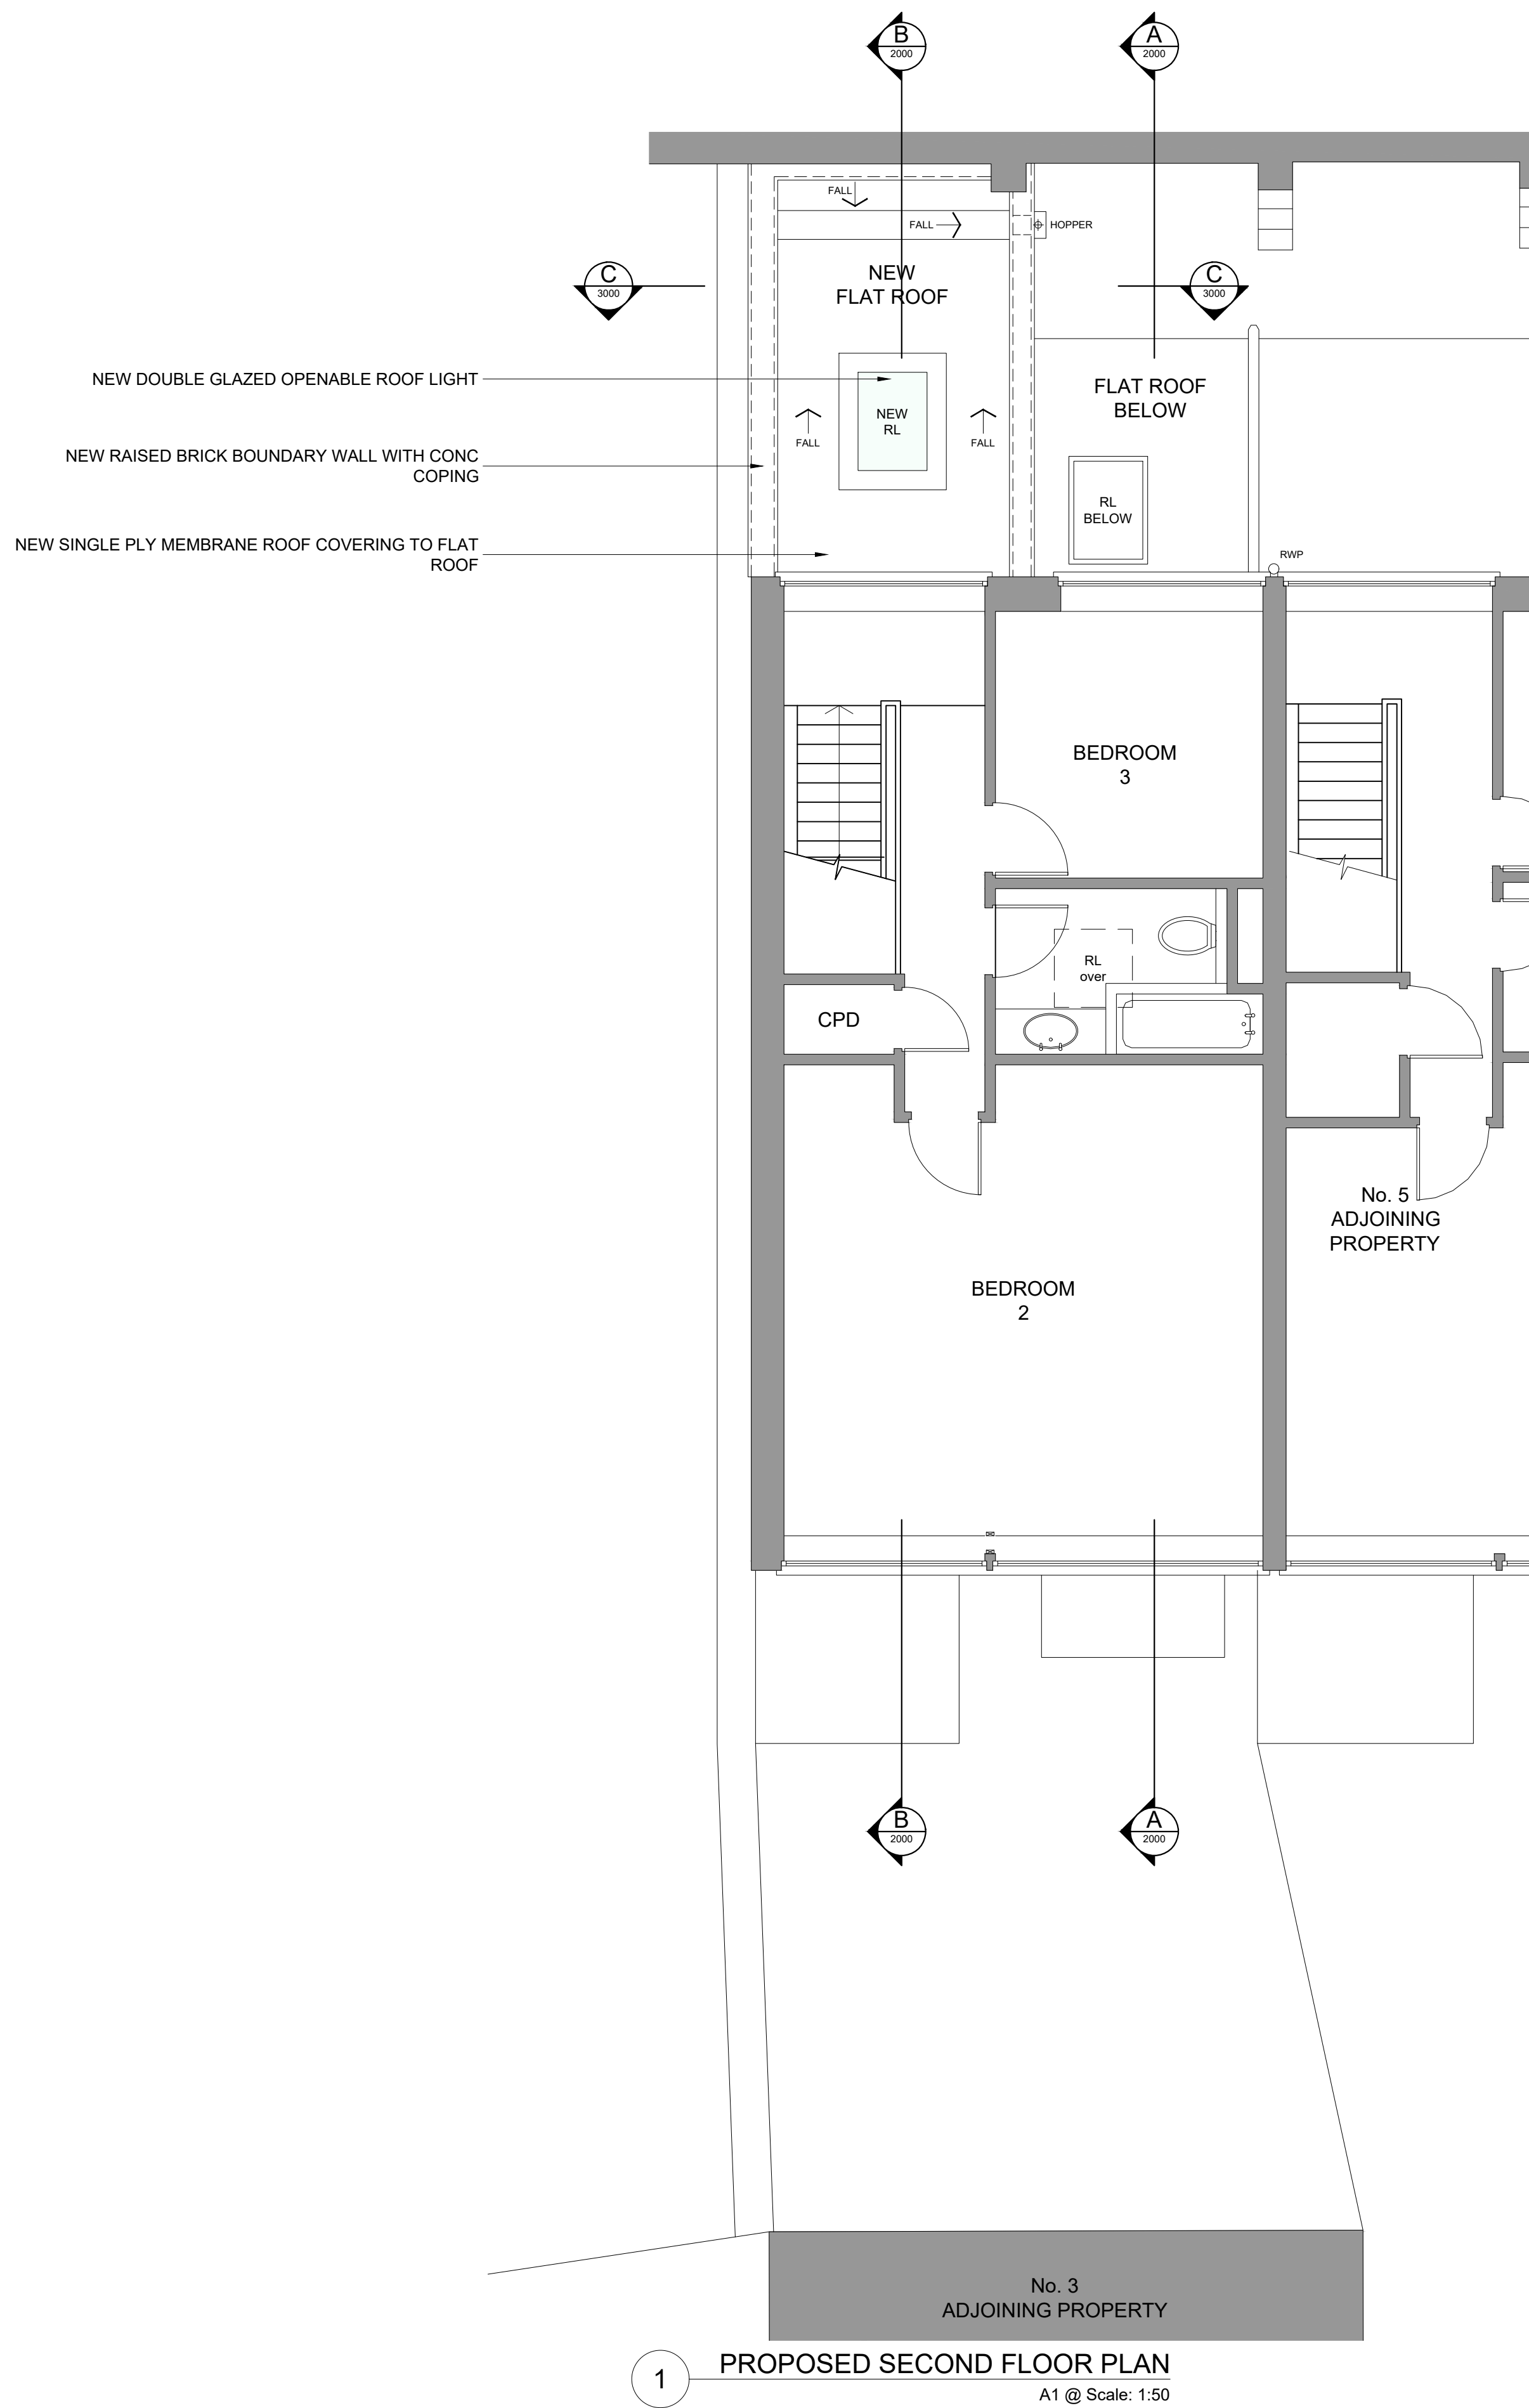 B
2000
A
2000
FALL
FALL
HOPPER
C
3000
NEW
FLAT ROOF
C
3000
NEW DOUBLE GLAZED OPENABLE ROOF LIGHT
FLAT ROOF
BELOW
NEW
RL
FALL
FALL
NEW RAISED BRICK BOUNDARY WALL WITH CONC
COPING
RL
BELOW
NEW SINGLE PLY MEMBRANE ROOF COVERING TO FLAT
ROOF
RWP
BEDROOM
3
RL
over
CPD
No. 5
ADJOINING
PROPERTY
BEDROOM
2
B
2000
A
2000
No. 3
ADJOINING PROPERTY
1
PROPOSED SECOND FLOOR PLAN
A1 @ Scale: 1:50